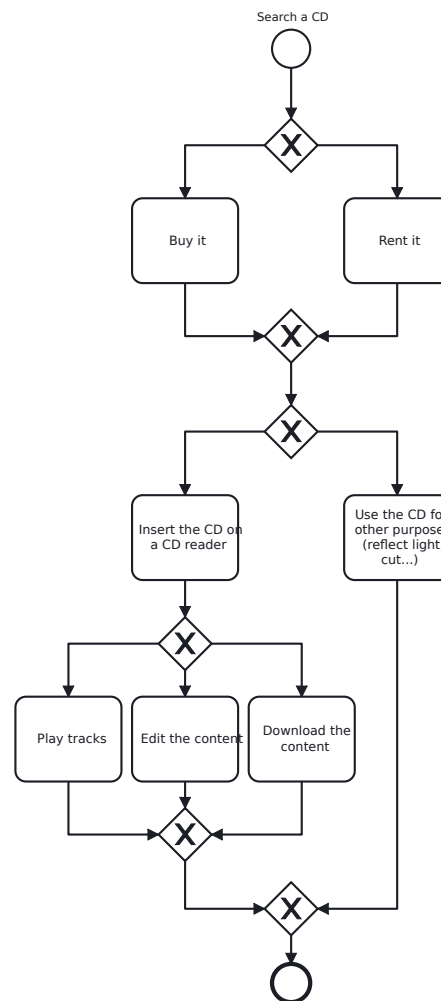 Search a CD
X
Buy it
Rent it
X
X
Insert the CD on
a CD reader
Use the CD fo
other purpose
(reflect light
cut...)
X
Play tracks
Edit the content
Download the
content
X
X